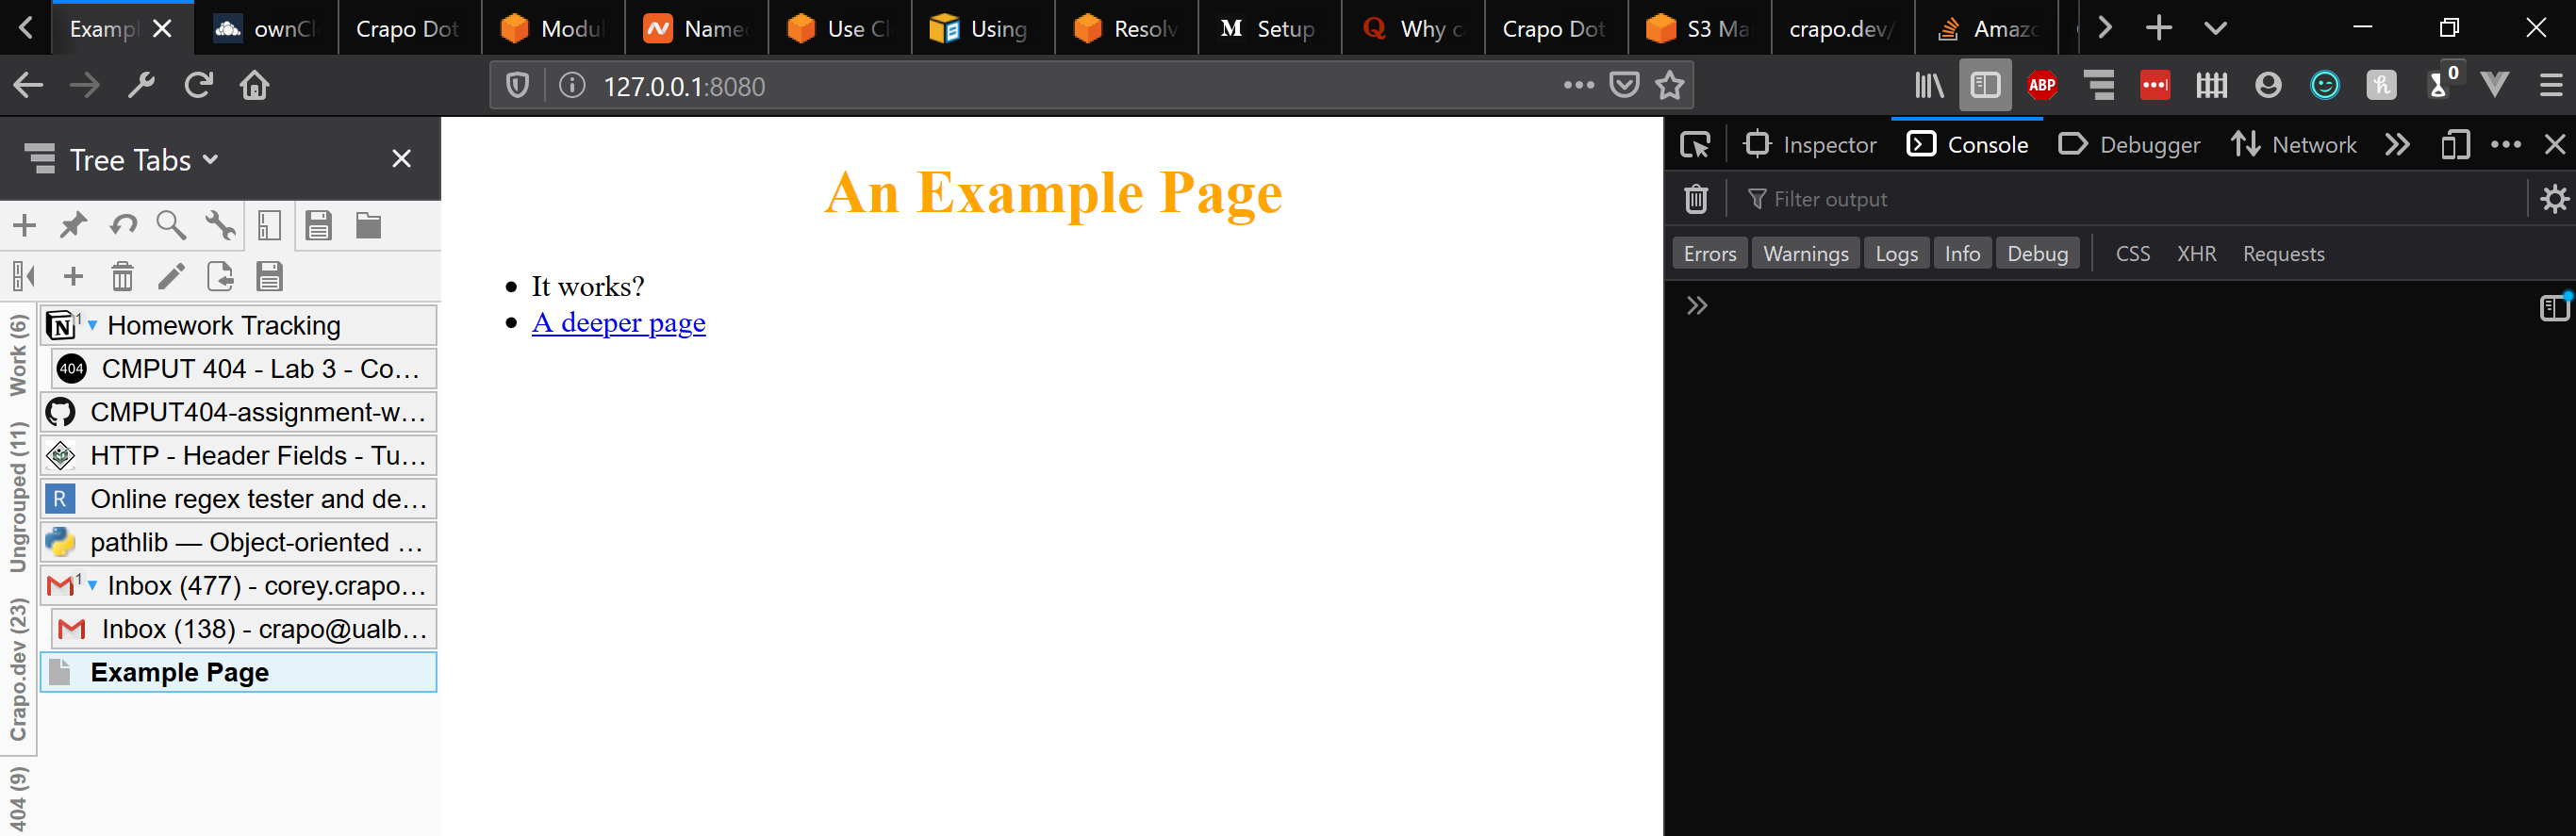 Exampl
ownCl
Crapo Dot
Modul
Name
Use Cl
Using
Resolv
M Setup
Q Why c
Crapo Dot
S3 Ma
crapo.dev/
Amazo
127.0.0.1:8080
ABP
0
Tree Tabs
Work (6)
Ungrouped (11)
Crapo.dev (23)
404 (9)
N 1 Homework Tracking
404 CMPUT 404 - Lab 3 - Co…
CMPUT404-assignment-w…
HTTP - Header Fields - Tu…
R Online regex tester and de…
pathlib — Object-oriented …
1 Inbox (477) - corey.crapo…
Inbox (138) - crapo@ualb…
Example Page
An Example Page
It works?
A deeper page
Inspector Console Debugger Network
Filter output
Errors Warnings Logs Info Debug CSS XHR Requests